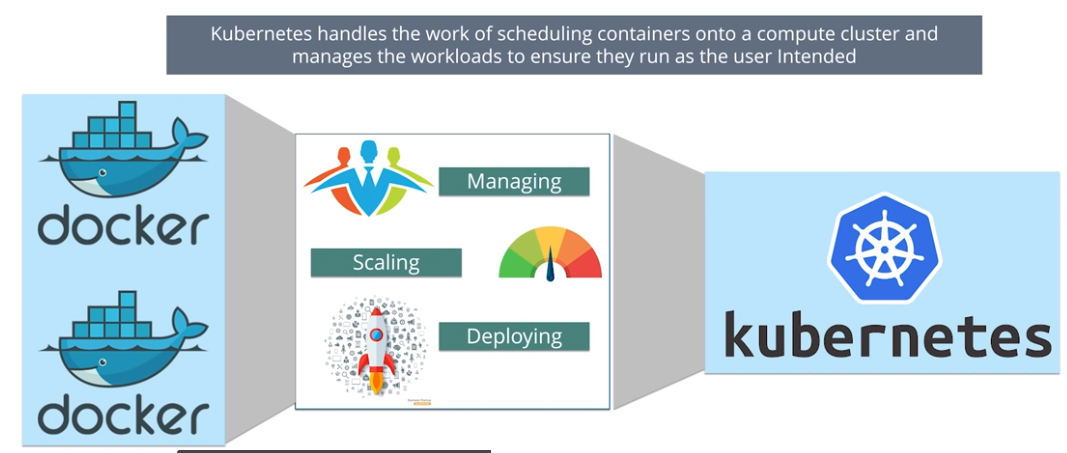 Kubernetes handles the work of scheduling containers onto a compute cluster and
manages the workloads to ensure they run as the user Intended
docker
docker
Managing
Scaling
Deploying
kubernetes